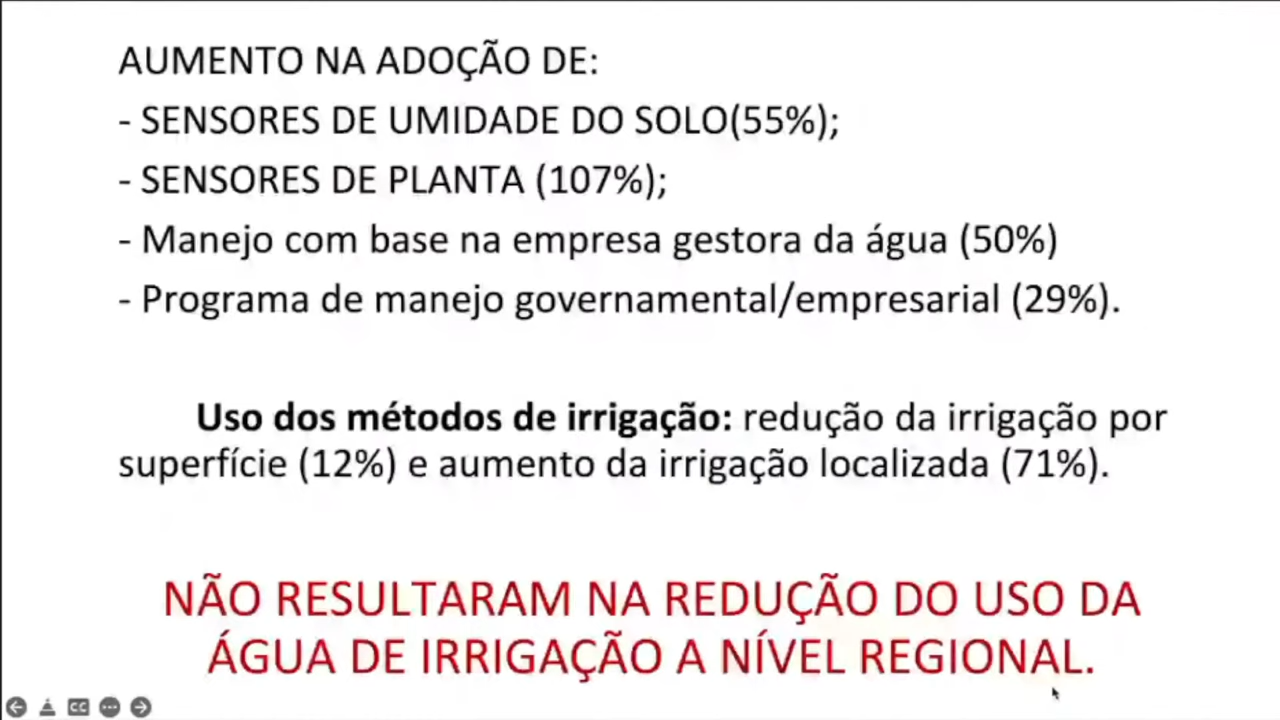 AUMENTO NA ADOÇÃO DE:
- SENSORES DE UMIDADE DO SOLO(55%);
- SENSORES DE PLANTA (107%);
- Manejo com base na empresa gestora da água (50%)
- Programa de manejo governamental/empresarial (29%).
Uso dos métodos de irrigação: redução da irrigação por
superfície (12%) e aumento da irrigação localizada (71%).
NÃO RESULTARAM NA REDUÇÃO DO USO DA
ÁGUA DE IRRIGAÇÃO A NÍVEL REGIONAL.
CC